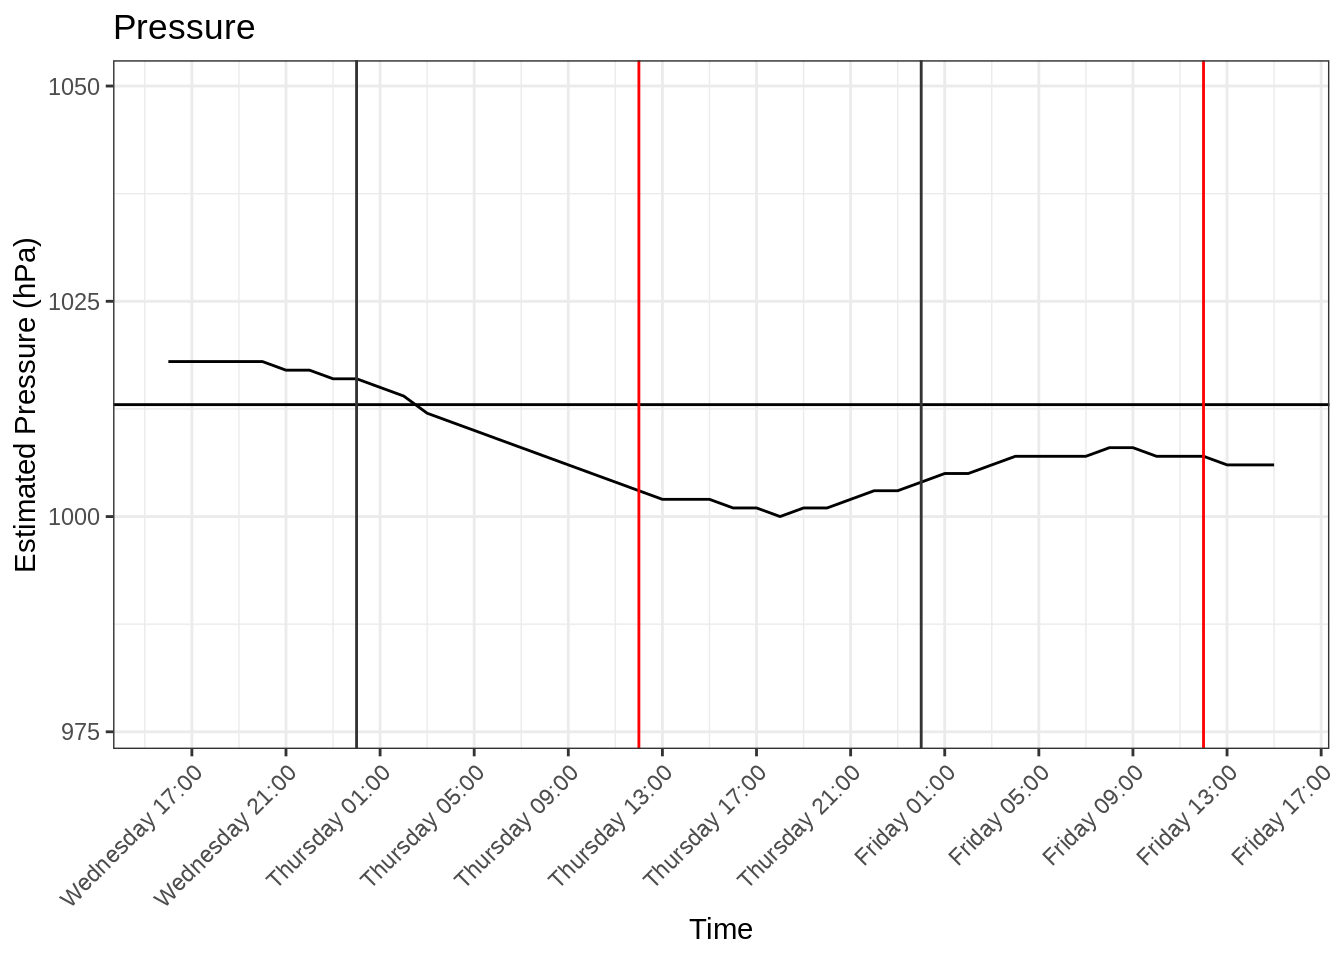 Pressure
Estimated Pressure (hPa)
1050
1025
1000
975
Wednesday 17:00
Wednesday 21:00
Thursday 01:00
Thursday 05:00
Thursday 09:00
Thursday 13:00
Thursday 17:00
Thursday 21:00
Friday 01:00
Friday 05:00
Friday 09:00
Friday 13:00
Friday 17:00
Time